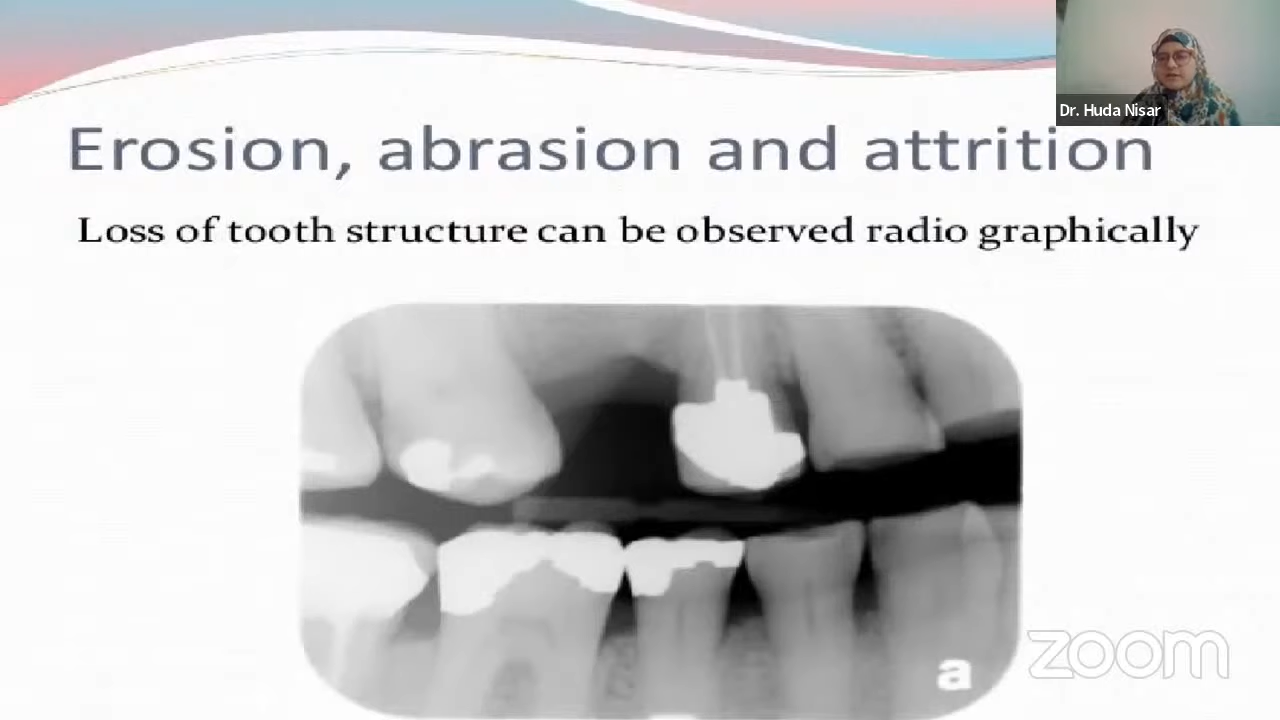 Dr. Huda Nisar
Erosion, abrasion and attrition
Loss of tooth structure can be observed radio graphically
a
zoom